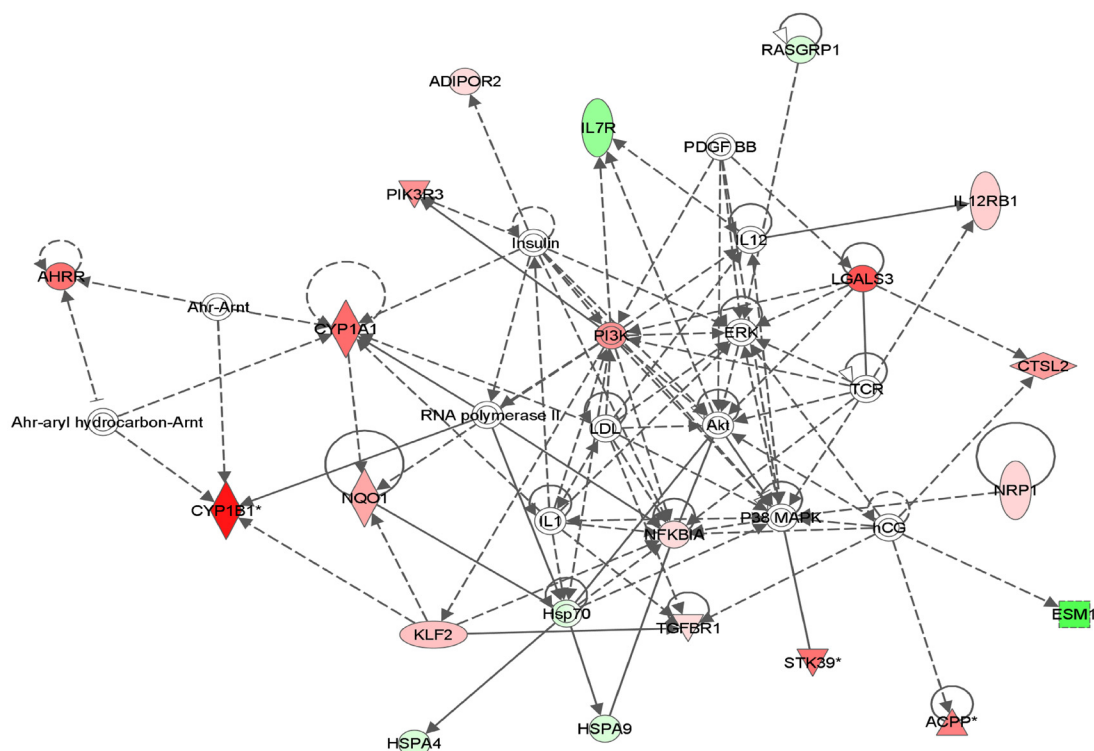 RASGRP1
ADIPOR2
IL7R
PDGF BB
PIK3R3
IL12RB1
Insulin
IL12
AHRR
LGALS3
Ahr-Arnt
CYP1A1
PI3K
ERK
CTSL2
TCR
Ahr-aryl hydrocarbon-Arnt
RNA polymerase II
LDL
Akt
NQO1
NRP1
CYP1B1*
IL1
P38 MAPK
NFKBIA
hCG
Hsp70
ESM1
KLF2
TGFBR1
STK39*
ACPP*
HSPA9
HSPA4